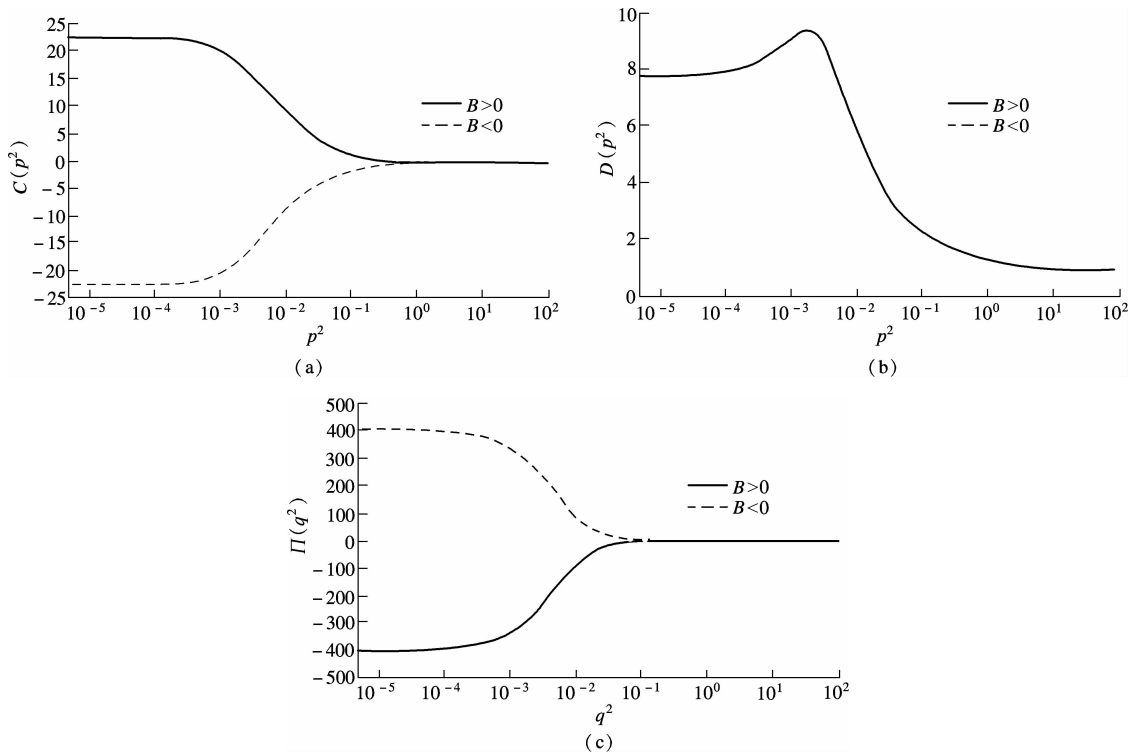 25
20
15
10
5
0
−5
−10
−15
−20
−25
C(p²)
B>0
B<0
10⁻⁵ 10⁻⁴ 10⁻³ 10⁻² 10⁻¹ 10⁰ 10¹ 10²
p²
(a)
10
8
6
4
2
0
D(p²)
B>0
B<0
10⁻⁵ 10⁻⁴ 10⁻³ 10⁻² 10⁻¹ 10⁰ 10¹ 10²
p²
(b)
500
400
300
200
100
0
−100
−200
−300
−400
−500
Π(q²)
B>0
B<0
10⁻⁵ 10⁻⁴ 10⁻³ 10⁻² 10⁻¹ 10⁰ 10¹ 10²
q²
(c)